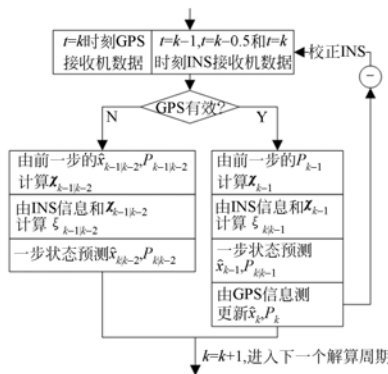 t=k时刻GPS
接收机数据
t=k−1,t=k−0.5和t=k
时刻INS接收机数据
校正INS
−
GPS有效?
N
Y
由前一步的x̂ₖ₋₁|ₖ₋₂,Pₖ₋₁|ₖ₋₂
计算χₖ₋₁|ₖ₋₂
由INS信息和χₖ₋₁|ₖ₋₂
计算 ξₖ₋₁|ₖ₋₂
一步状态预测x̂ₖ|ₖ₋₂,Pₖ|ₖ₋₂
由前一步的Pₖ₋₁
计算χₖ₋₁
由INS信息和χₖ₋₁
计算 ξₖ|ₖ₋₁
一步状态预测
x̂ₖ₋₁,Pₖ|ₖ₋₁
由GPS信息测
更新x̂ₖ,Pₖ
k=k+1,进入下一个解算周期